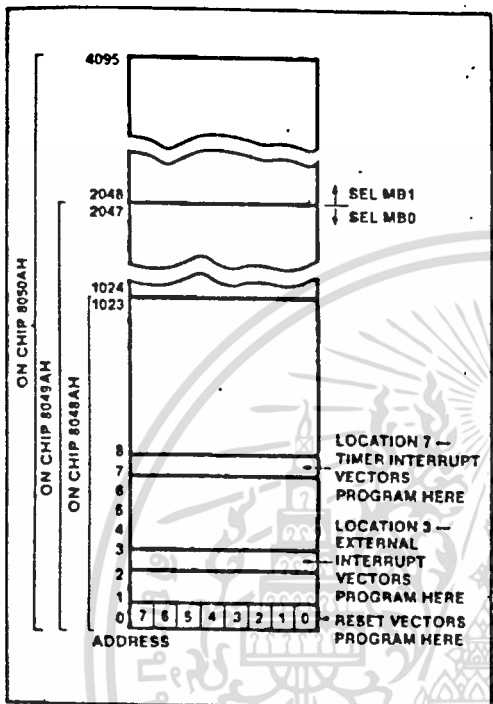 4095
2048
2047
SEL MB1
SEL MB0
1024
1023
ON CHIP 8050AH
ON CHIP 8049AH
ON CHIP 8048AH
8
7
6
5
4
3
2
1
0
LOCATION 7 —
TIMER INTERRUPT
VECTORS
PROGRAM HERE
LOCATION 3 —
EXTERNAL
INTERRUPT
VECTORS
PROGRAM HERE
7 6 5 4 3 2 1 0
RESET VECTORS
PROGRAM HERE
ADDRESS